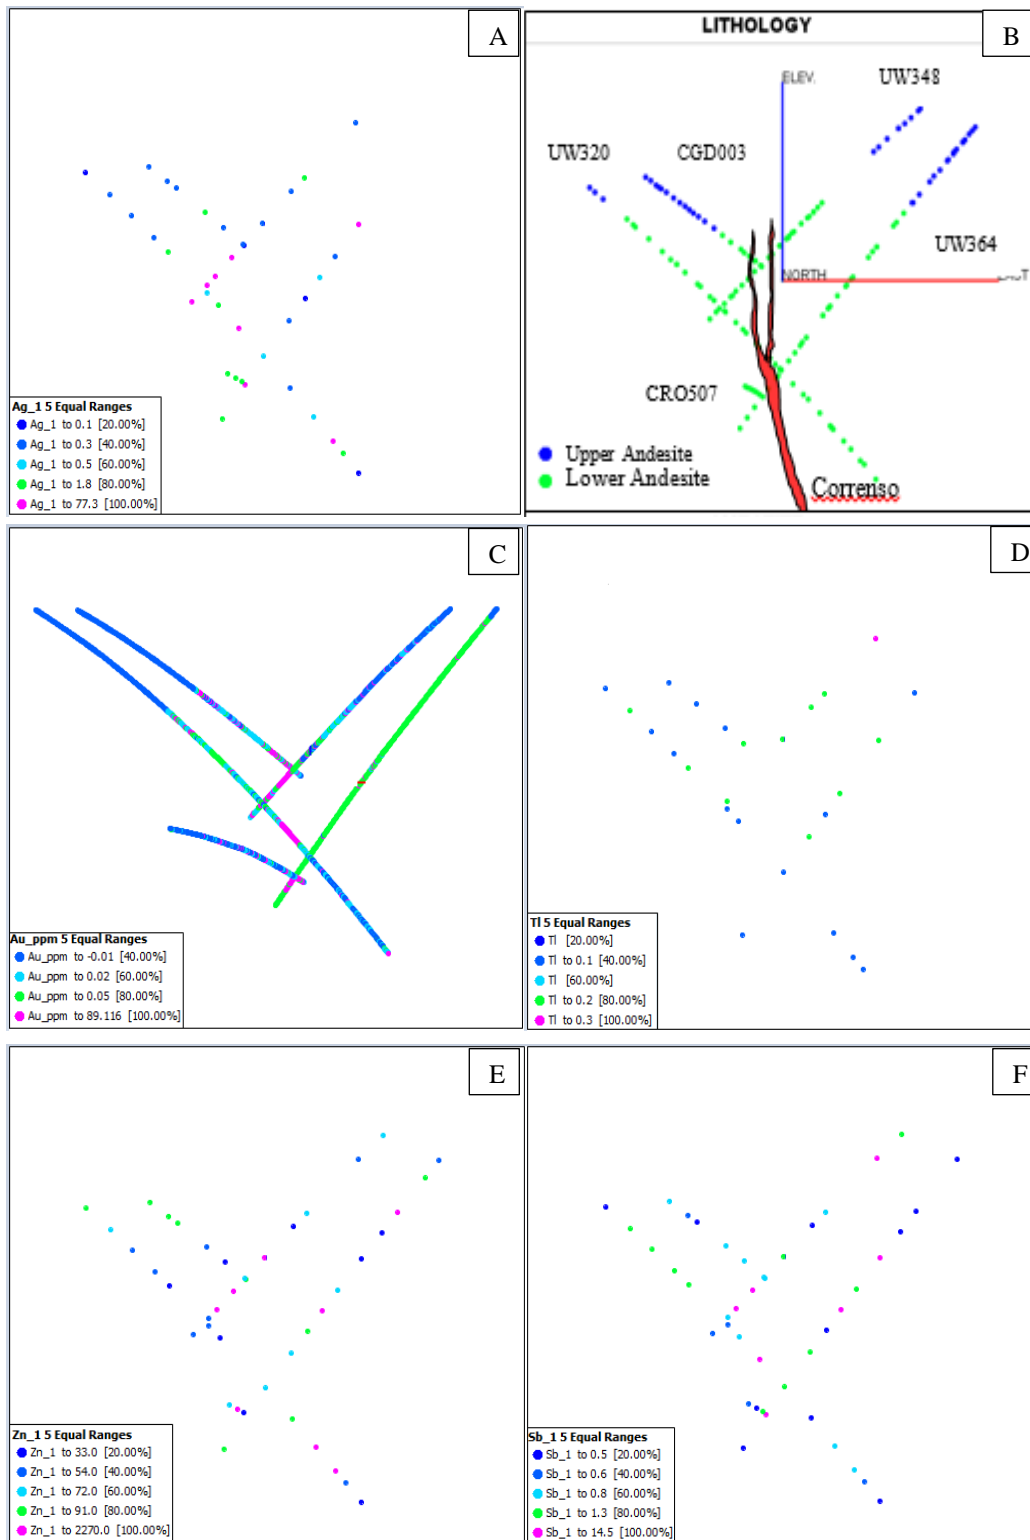 A
Ag_1 5 Equal Ranges
Ag_1 to 0.1 [20.00%]
Ag_1 to 0.3 [40.00%]
Ag_1 to 0.5 [60.00%]
Ag_1 to 1.8 [80.00%]
Ag_1 to 77.3 [100.00%]
LITHOLOGY
B
ELEV.
UW348
UW320
CGD003
UW364
NORTH
CRO507
Upper Andesite
Lower Andesite
Correnso
C
Au_ppm 5 Equal Ranges
Au_ppm to -0.01 [40.00%]
Au_ppm to 0.02 [60.00%]
Au_ppm to 0.05 [80.00%]
Au_ppm to 89.116 [100.00%]
D
Tl 5 Equal Ranges
Tl [20.00%]
Tl to 0.1 [40.00%]
Tl [60.00%]
Tl to 0.2 [80.00%]
Tl to 0.3 [100.00%]
E
Zn_1 5 Equal Ranges
Zn_1 to 33.0 [20.00%]
Zn_1 to 54.0 [40.00%]
Zn_1 to 72.0 [60.00%]
Zn_1 to 91.0 [80.00%]
Zn_1 to 2270.0 [100.00%]
F
Sb_1 5 Equal Ranges
Sb_1 to 0.5 [20.00%]
Sb_1 to 0.6 [40.00%]
Sb_1 to 0.8 [60.00%]
Sb_1 to 1.3 [80.00%]
Sb_1 to 14.5 [100.00%]